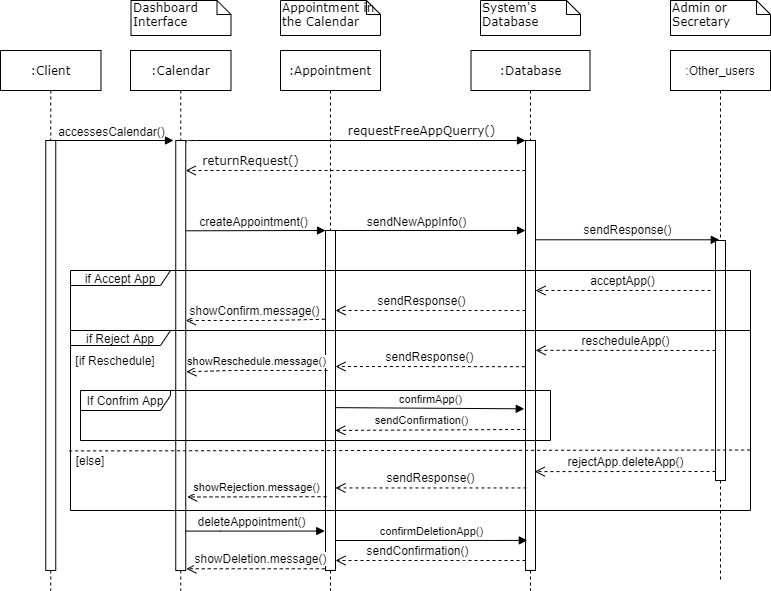 Dashboard
Interface
Appointment in
the Calendar
System's
Database
Admin or
Secretary
:Client
:Calendar
:Appointment
:Database
:Other_users
accessesCalendar()
requestFreeAppQuerry()
returnRequest()
createAppointment()
sendNewAppInfo()
sendResponse()
if Accept App
acceptApp()
sendResponse()
showConfirm.message()
if Reject App
rescheduleApp()
[if Reschedule]
showReschedule.message()
sendResponse()
If Confrim App
confirmApp()
sendConfirmation()
[else]
rejectApp.deleteApp()
sendResponse()
showRejection.message()
deleteAppointment()
confirmDeletionApp()
sendConfirmation()
showDeletion.message()